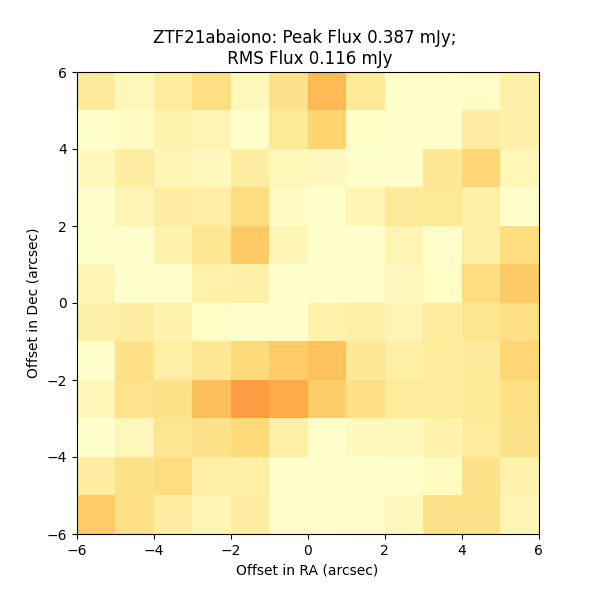 ZTF21abaiono: Peak Flux 0.387 mJy;
RMS Flux 0.116 mJy
6
4
2
0
−2
−4
−6
Offset in Dec (arcsec)
−6 −4 −2 0 2 4 6
Offset in RA (arcsec)